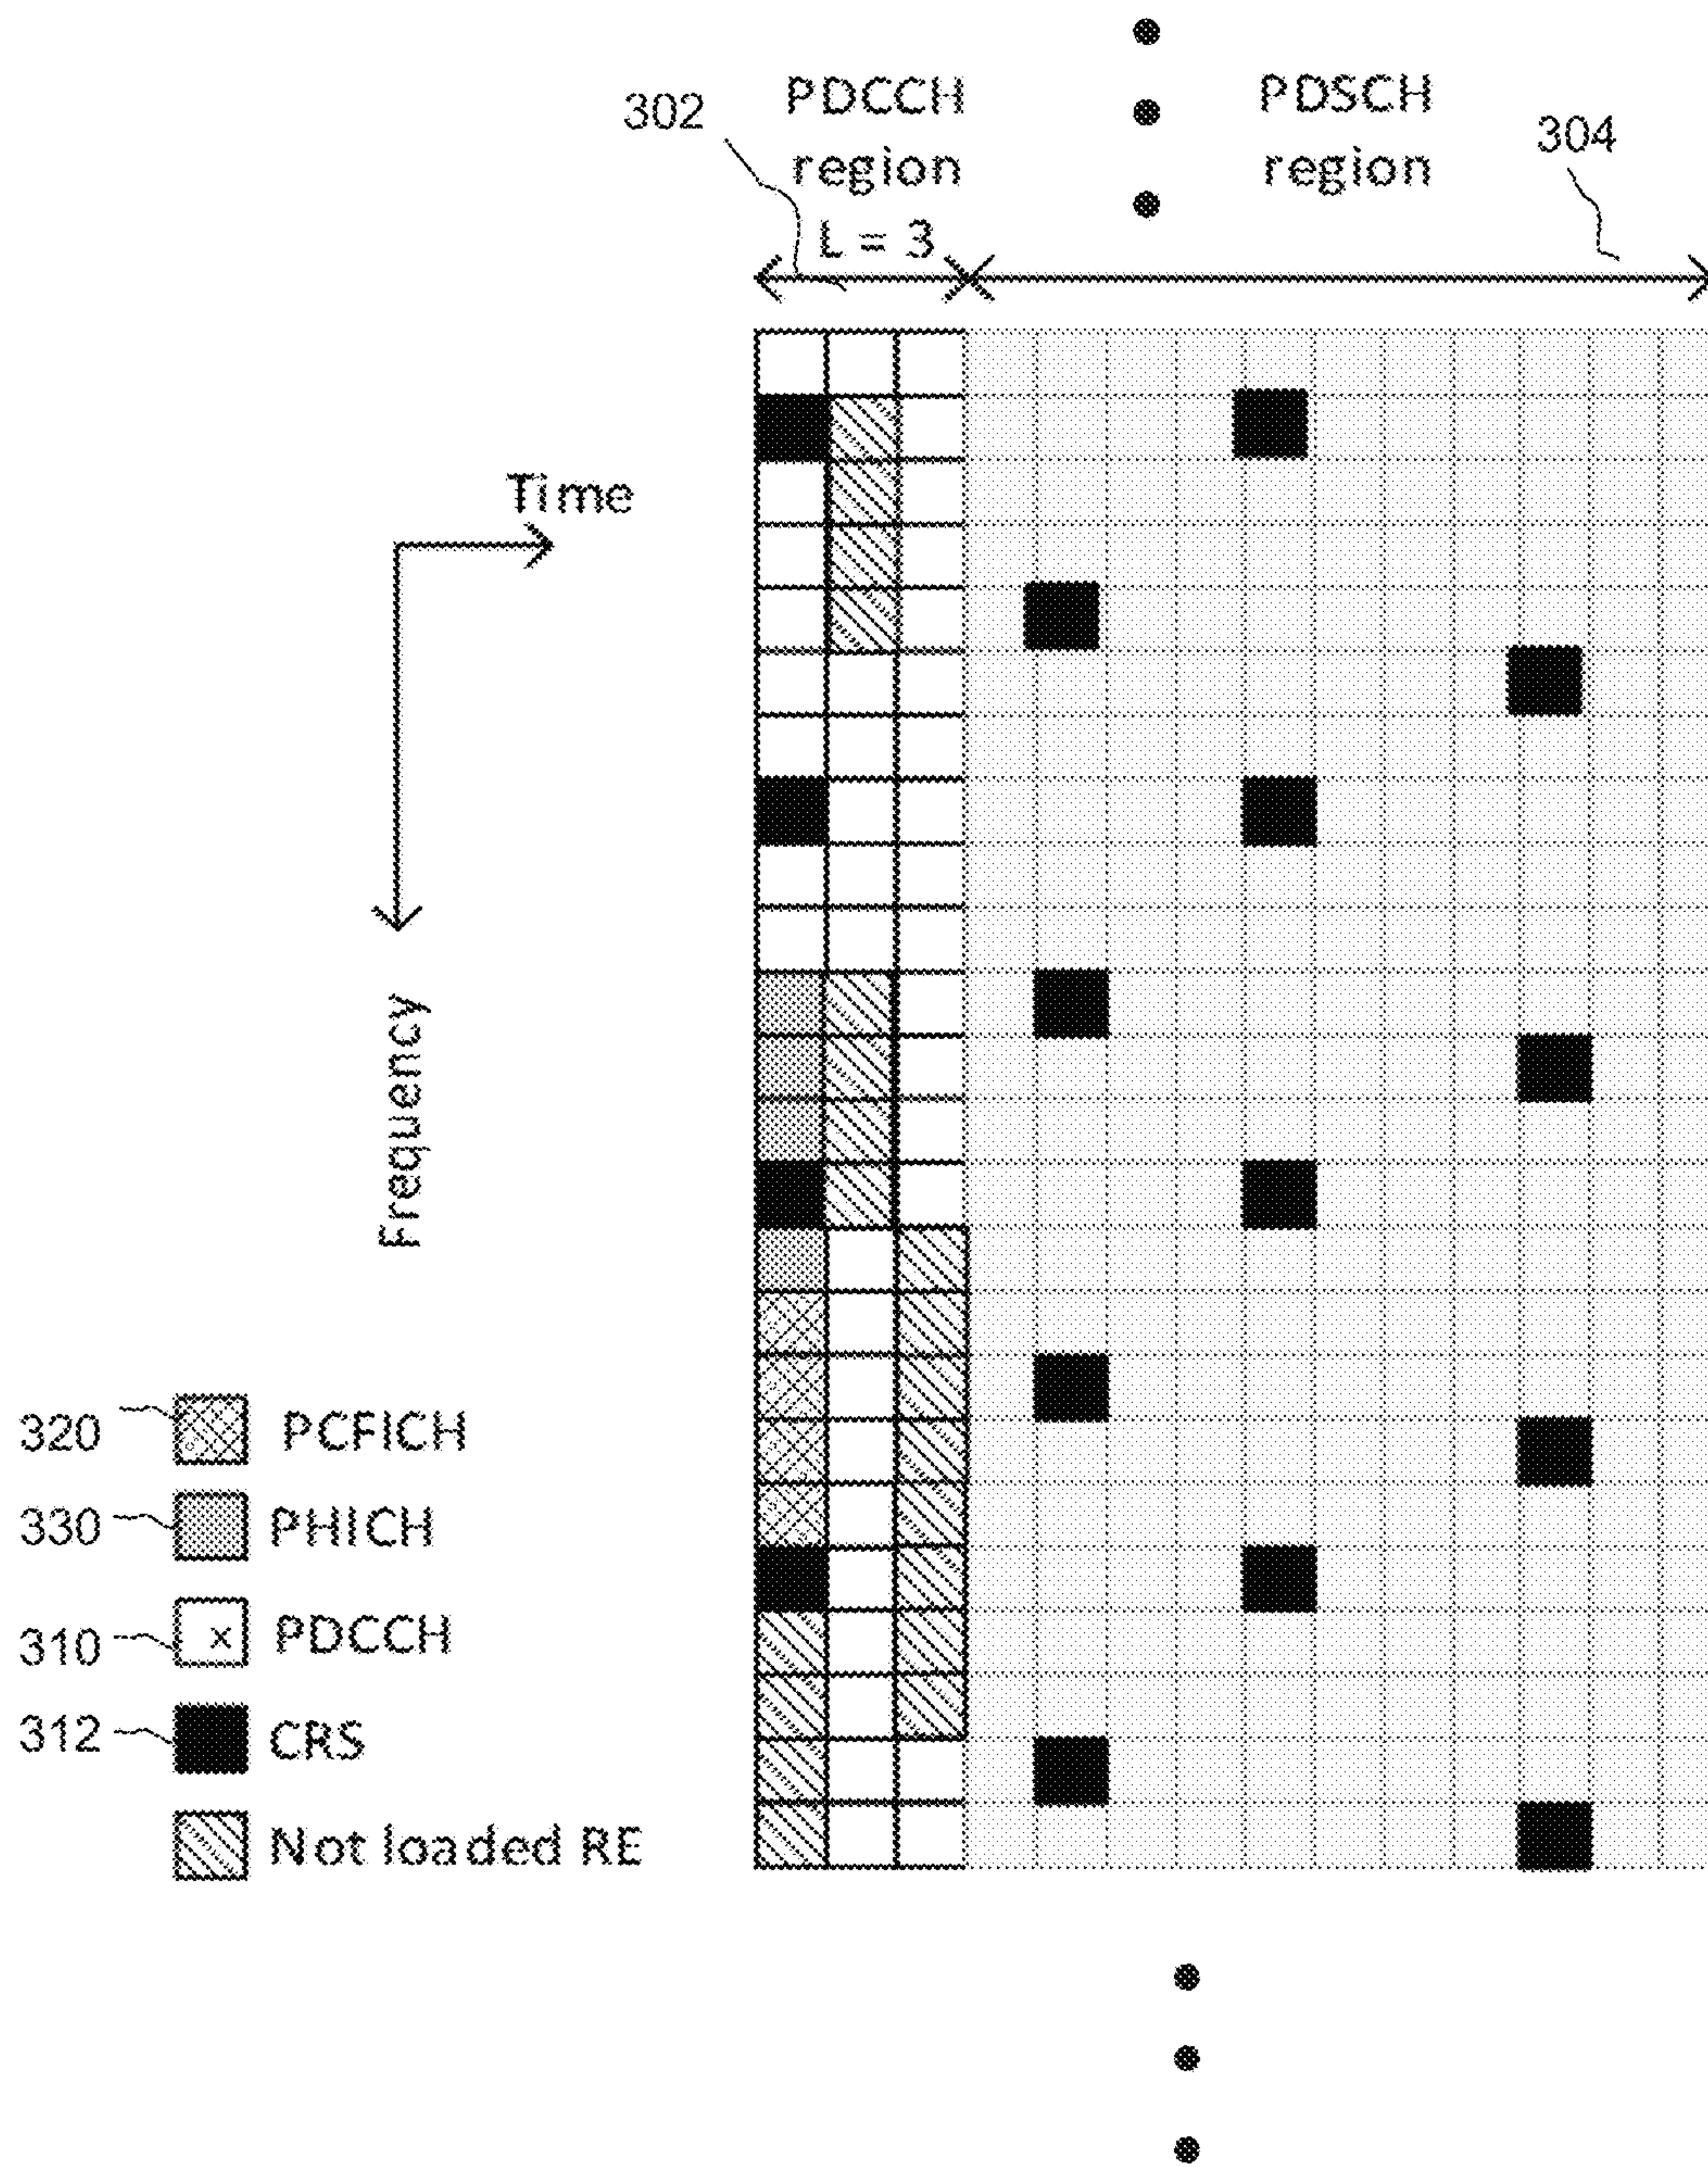 302
PDCCH
region
L = 3
PDSCH
region
304
Time
Frequency
320 PCFICH
330 PHICH
310 x PDCCH
312 CRS
Not loaded RE